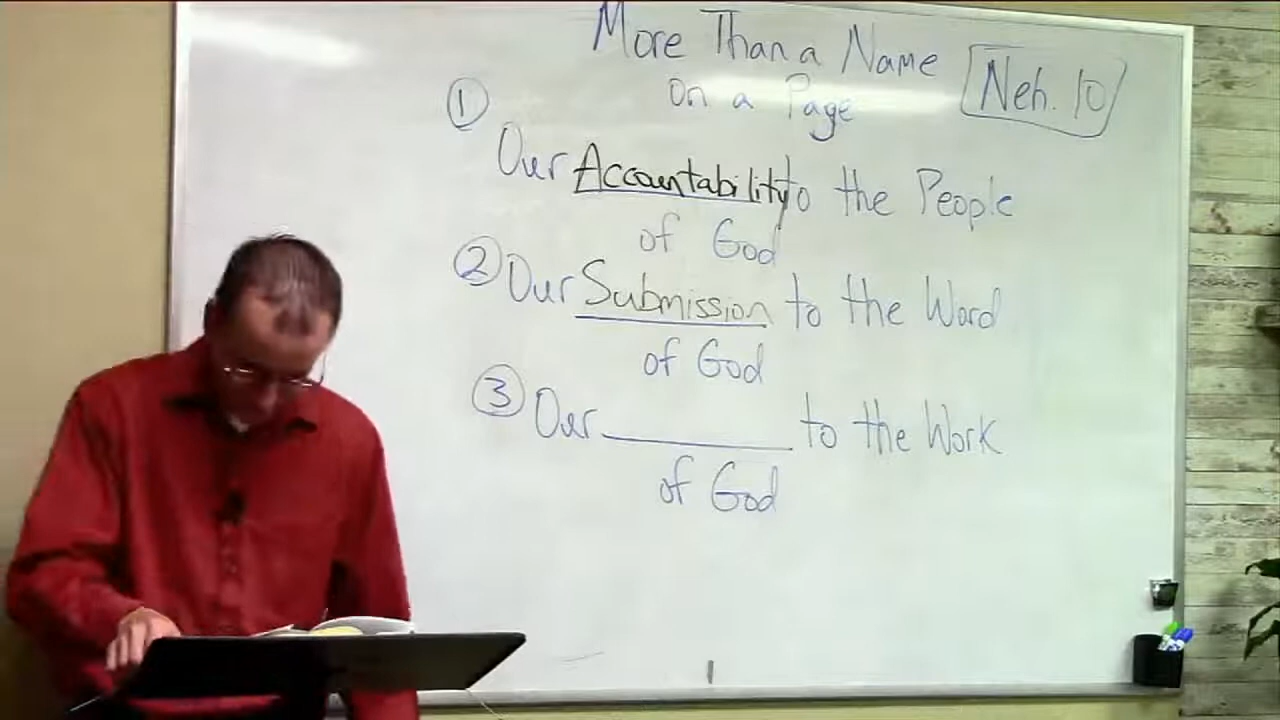 More Than a Name
on a Page
Neh. 10
①
Our Accountability to the People
of God
② Our Submission to the Word
of God
③ Our __________ to the Work
of God